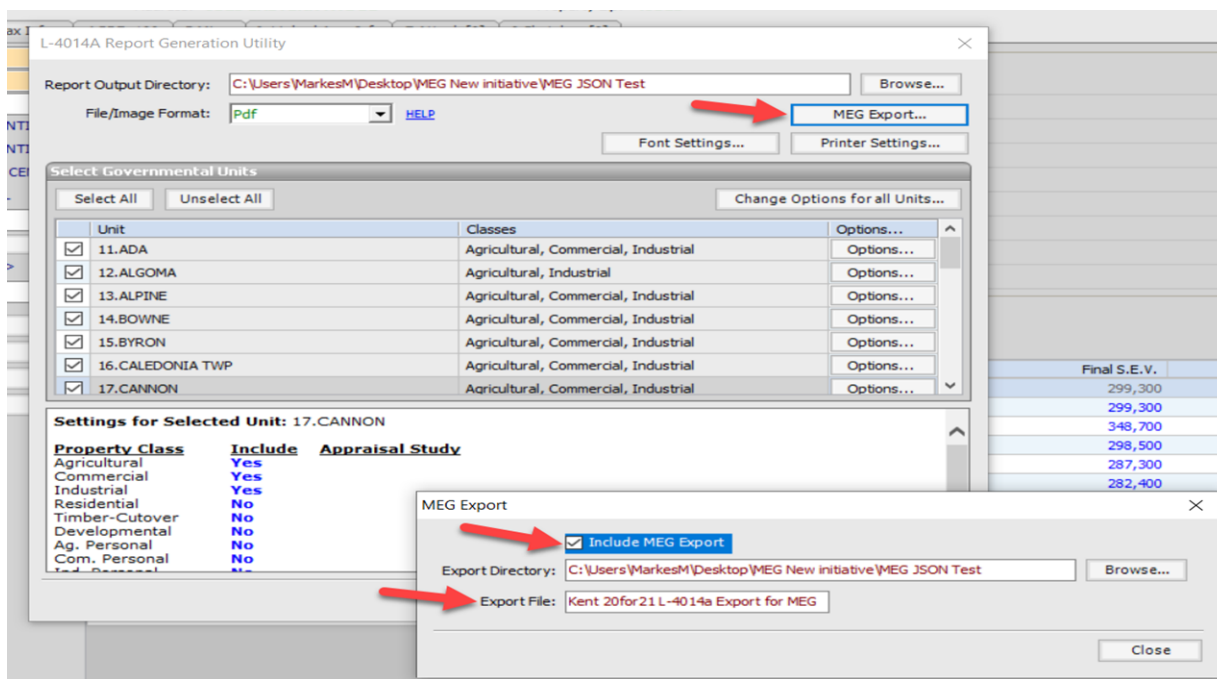 L-4014A Report Generation Utility
Report Output Directory: C:\Users\MarkesM\Desktop\MEG New initiative\MEG JSON Test Browse...
File/Image Format: Pdf HELP MEG Export...
Font Settings... Printer Settings...
Select Governmental Units
Select All Unselect All Change Options for all Units...
Unit Classes Options...
11.ADA Agricultural, Commercial, Industrial Options...
12.ALGOMA Agricultural, Industrial Options...
13.ALPINE Agricultural, Commercial, Industrial Options...
14.BOWNE Agricultural, Commercial, Industrial Options...
15.BYRON Agricultural, Commercial, Industrial Options...
16.CALEDONIA TWP Agricultural, Commercial, Industrial Options...
17.CANNON Agricultural, Commercial, Industrial Options...
Settings for Selected Unit: 17.CANNON
Property Class Include Appraisal Study
Agricultural Yes
Commercial Yes
Industrial Yes
Residential No
Timber-Cutover No
Developmental No
Ag. Personal No
Com. Personal No
Final S.E.V.
299,300
299,300
348,700
298,500
287,300
282,400
MEG Export
Include MEG Export
Export Directory: C:\Users\MarkesM\Desktop\MEG New initiative\MEG JSON Test Browse...
Export File: Kent 20for21 L-4014a Export for MEG
Close